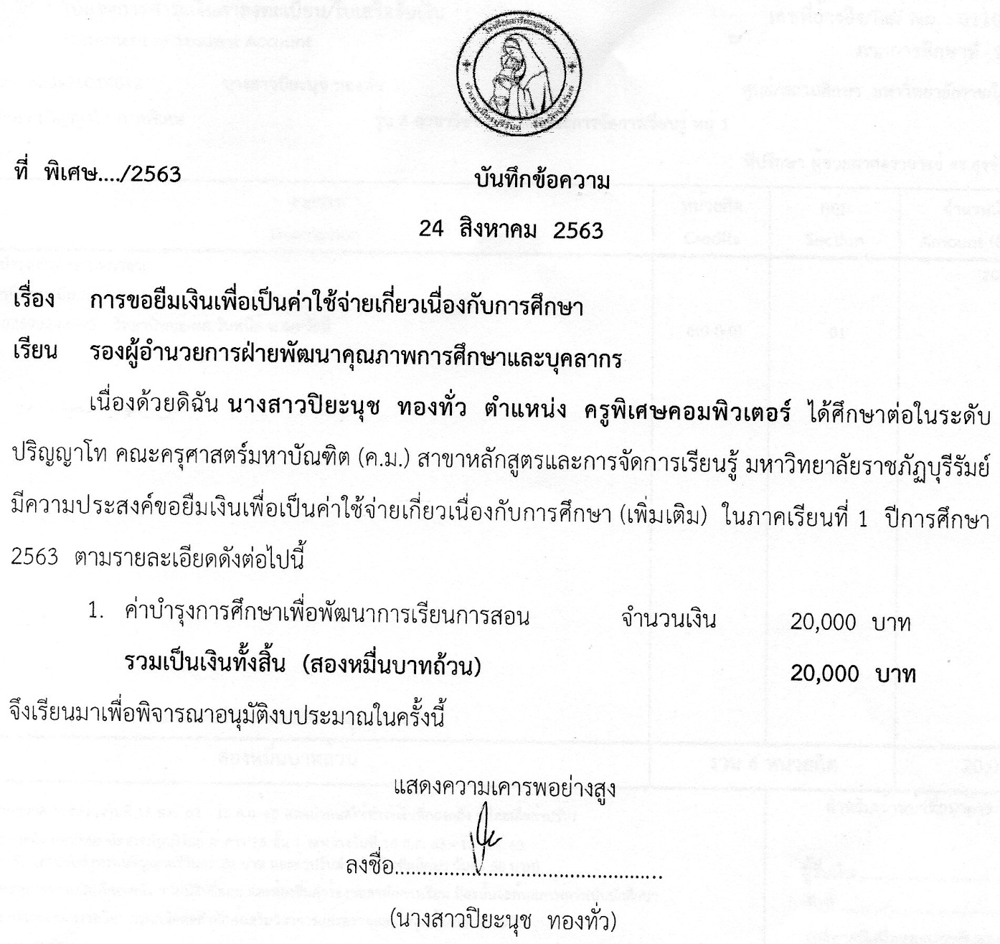 ที่ พิเศษ..../2563
บันทึกข้อความ
24 สิงหาคม 2563
เรื่อง การขอยืมเงินเพื่อเป็นค่าใช้จ่ายเกี่ยวเนื่องกับการศึกษา
เรียน รองผู้อำนวยการฝ่ายพัฒนาคุณภาพการศึกษาและบุคลากร
เนื่องด้วยดิฉัน นางสาวปิยะนุช ทองทั่ว ตำแหน่ง ครูพิเศษคอมพิวเตอร์ ได้ศึกษาต่อในระดับ
ปริญญาโท คณะครุศาสตร์มหาบัณฑิต (ค.ม.) สาขาหลักสูตรและการจัดการเรียนรู้ มหาวิทยาลัยราชภัฏบุรีรัมย์
มีความประสงค์ขอยืมเงินเพื่อเป็นค่าใช้จ่ายเกี่ยวเนื่องกับการศึกษา (เพิ่มเติม) ในภาคเรียนที่ 1 ปีการศึกษา
2563 ตามรายละเอียดดังต่อไปนี้
1. ค่าบำรุงการศึกษาเพื่อพัฒนาการเรียนการสอน จำนวนเงิน 20,000 บาท
รวมเป็นเงินทั้งสิ้น (สองหมื่นบาทถ้วน) 20,000 บาท
จึงเรียนมาเพื่อพิจารณาอนุมัติงบประมาณในครั้งนี้
แสดงความเคารพอย่างสูง
ลงชื่อ..................................................
(นางสาวปิยะนุช ทองทั่ว)